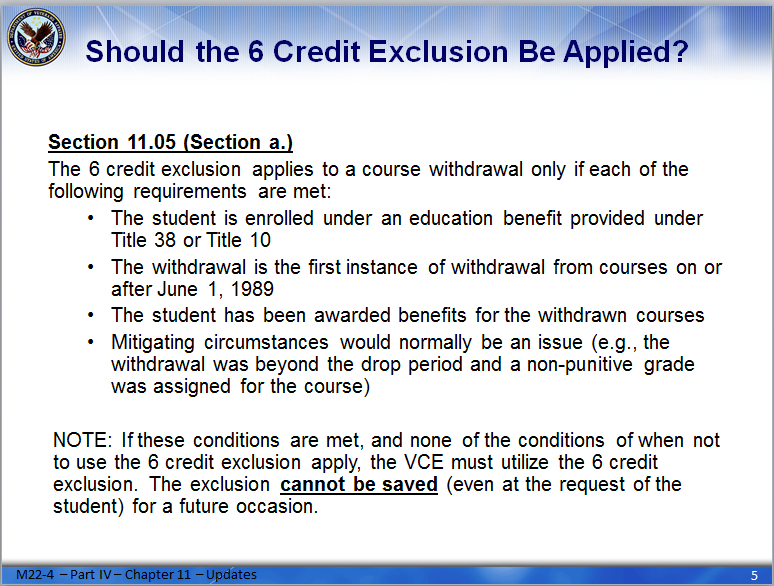 Should the 6 Credit Exclusion Be Applied?
Section 11.05 (Section a.)
The 6 credit exclusion applies to a course withdrawal only if each of the
following requirements are met:
• The student is enrolled under an education benefit provided under
Title 38 or Title 10
• The withdrawal is the first instance of withdrawal from courses on or
after June 1, 1989
• The student has been awarded benefits for the withdrawn courses
• Mitigating circumstances would normally be an issue (e.g., the
withdrawal was beyond the drop period and a non-punitive grade
was assigned for the course)
NOTE: If these conditions are met, and none of the conditions of when not
to use the 6 credit exclusion apply, the VCE must utilize the 6 credit
exclusion. The exclusion cannot be saved (even at the request of the
student) for a future occasion.
M22-4 – Part IV – Chapter 11 – Updates
5